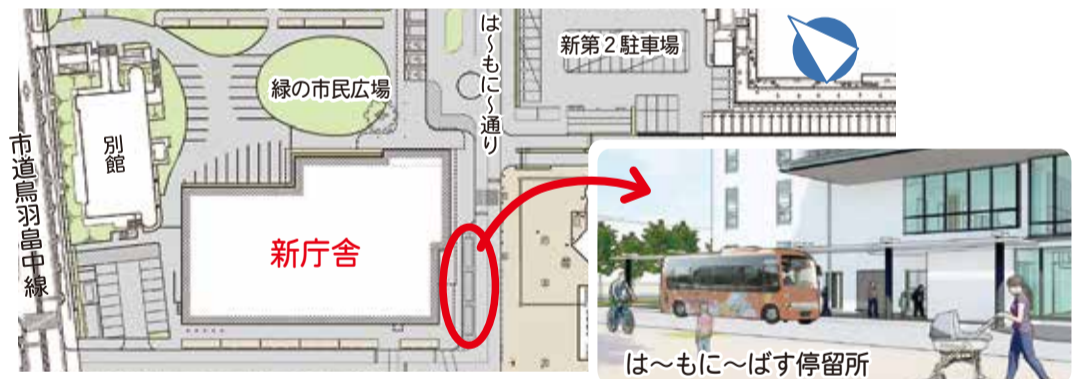 市道鳥羽畠中線
別館
緑の市民広場
は～もに～通り
新第２駐車場
新庁舎
は～もに～ばす停留所